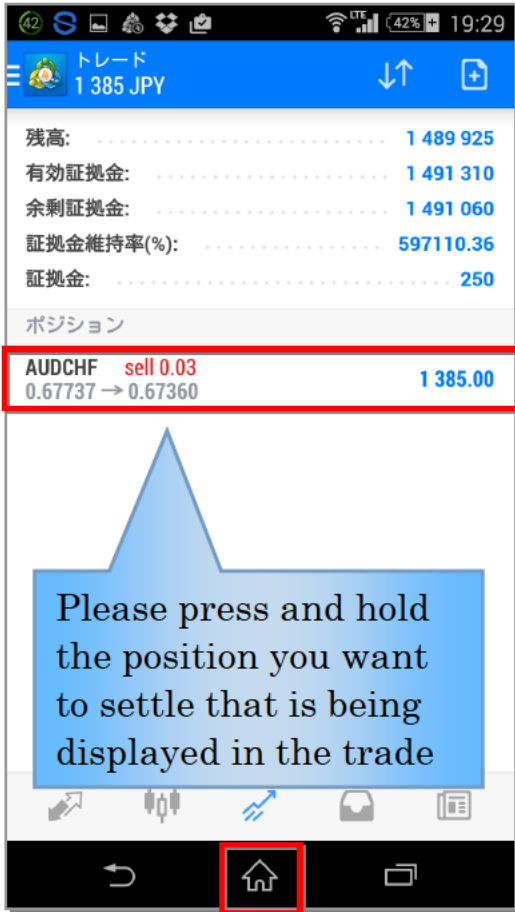 42 LTE 42% 19:29
トレード
1 385 JPY
残高: 1 489 925
有効証拠金: 1 491 310
余剰証拠金: 1 491 060
証拠金維持率(%): 597110.36
証拠金: 250
ポジション
AUDCHF sell 0.03
0.67737 → 0.67360 1 385.00
Please press and hold
the position you want
to settle that is being
displayed in the trade